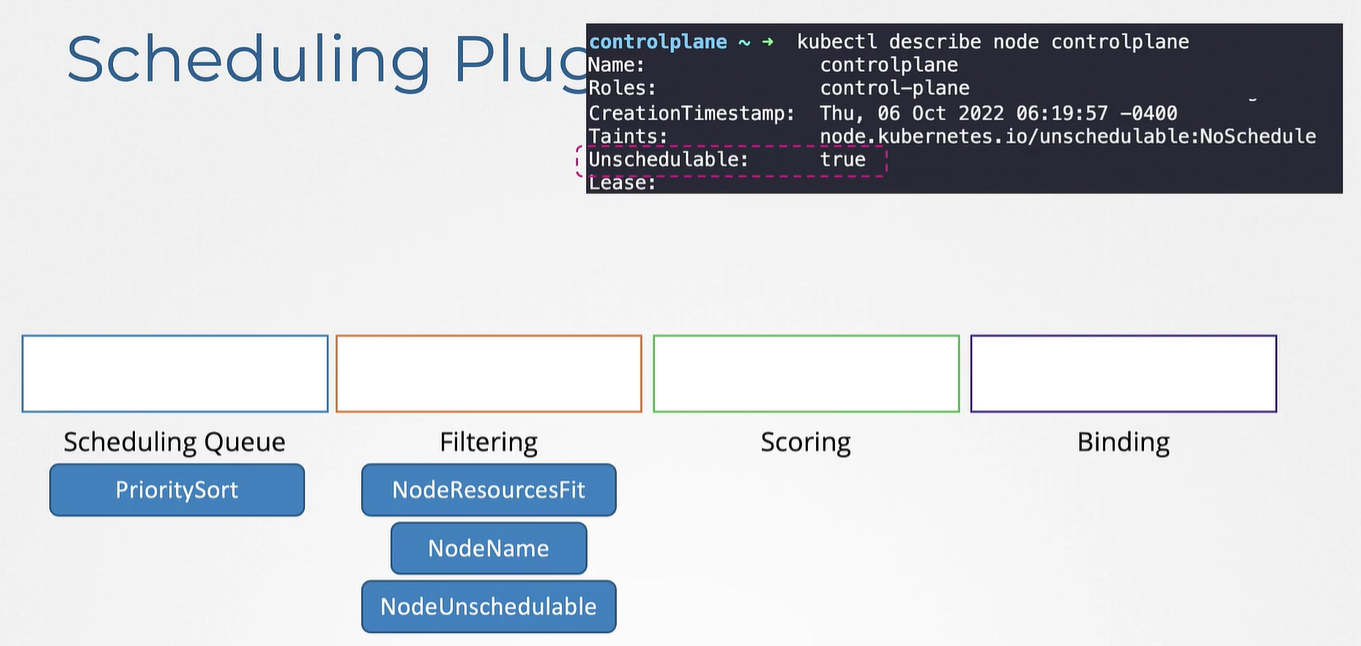 Scheduling Plug
controlplane ~ ➜ kubectl describe node controlplane
Name: controlplane
Roles: control-plane
CreationTimestamp: Thu, 06 Oct 2022 06:19:57 -0400
Taints: node.kubernetes.io/unschedulable:NoSchedule
Unschedulable: true
Lease:
Scheduling Queue
Filtering
Scoring
Binding
PrioritySort
NodeResourcesFit
NodeName
NodeUnschedulable